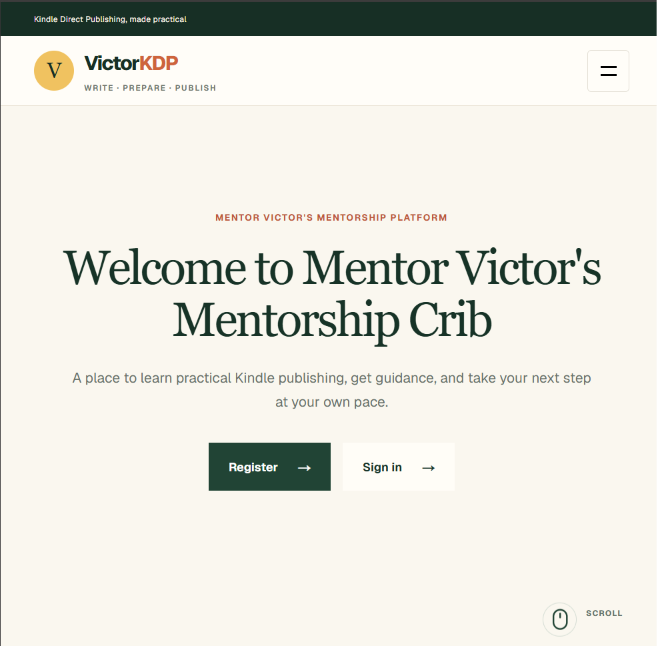 Kindle Direct Publishing, made practical
V
VictorKDP
WRITE · PREPARE · PUBLISH
MENTOR VICTOR'S MENTORSHIP PLATFORM
Welcome to Mentor Victor's
Mentorship Crib
A place to learn practical Kindle publishing, get guidance, and take your next step
at your own pace.
Register →
Sign in →
SCROLL